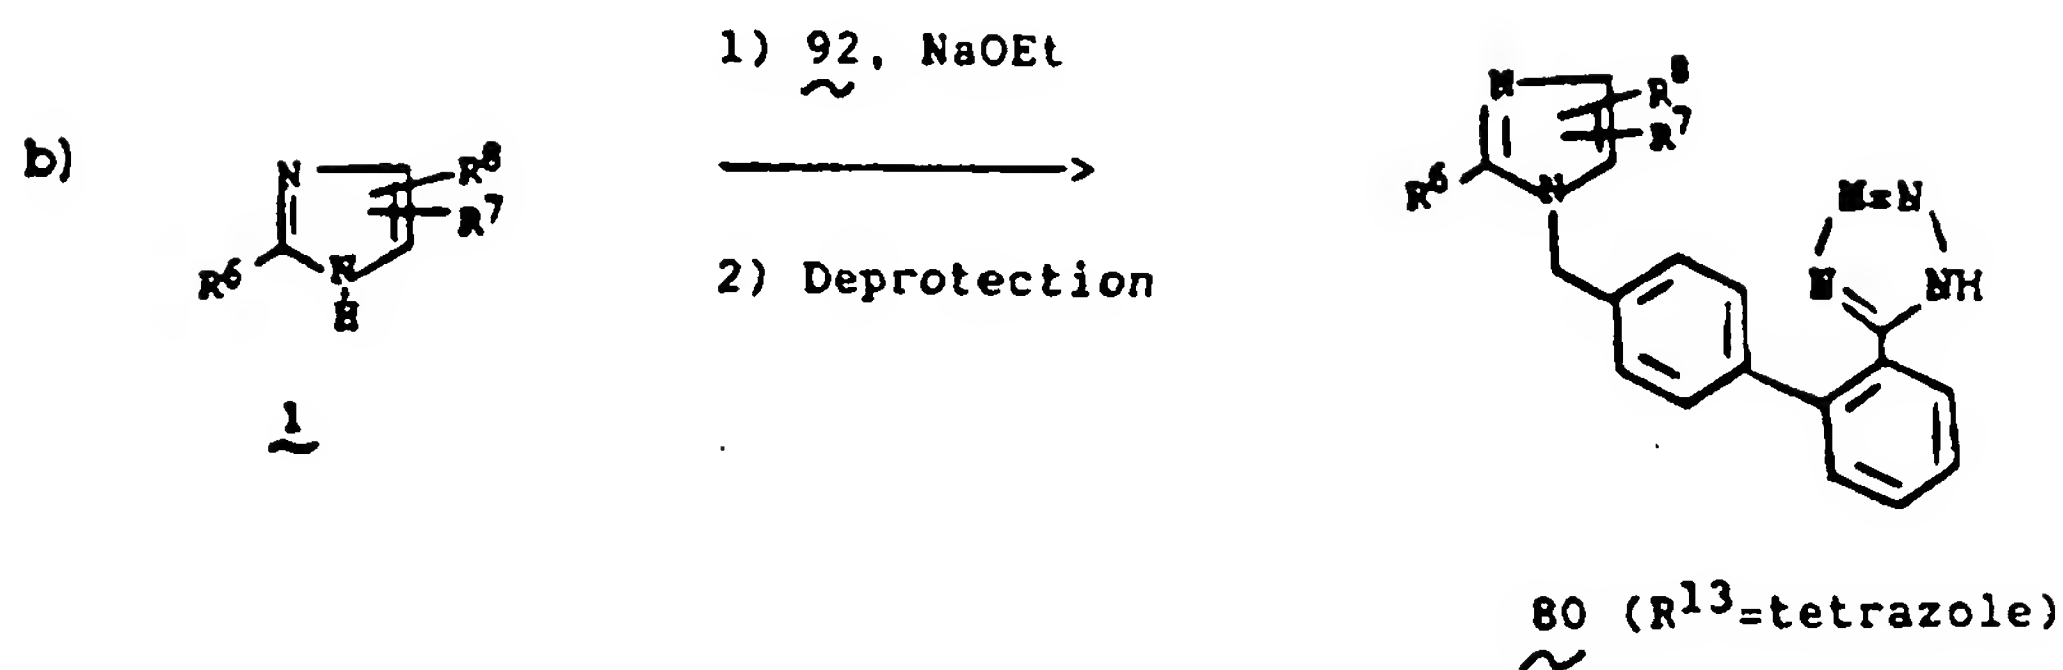 1) 92, NaOEt
b)
N
R⁸
R⁷
R⁶
N
H
2) Deprotection
1
N
R⁸
R⁷
R⁶
N
N=N
N
NH
80 (R¹³=tetrazole)